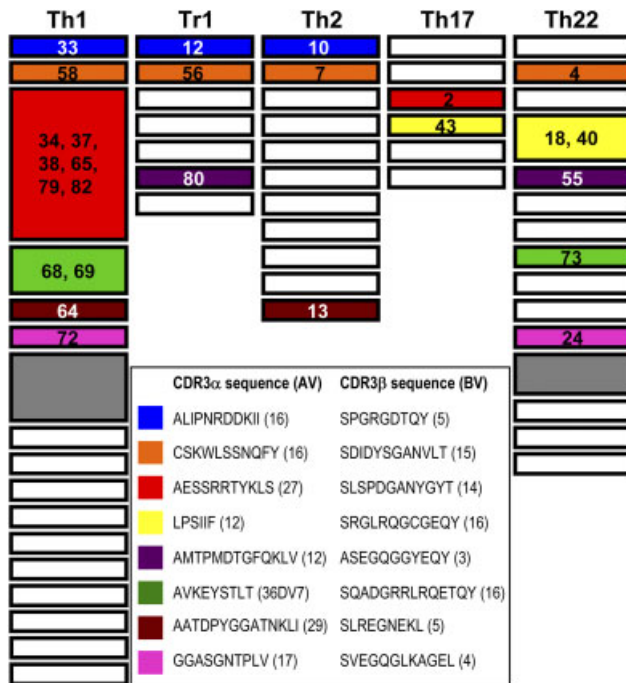 Th1 Tr1 Th2 Th17 Th22
33 12 10
58 56 7 4
2
34, 37,
38, 65,
79, 82
43 18, 40
80 55
68, 69 73
64 13
72 24
CDR3α sequence (AV) CDR3β sequence (BV)
ALIPNRDDKII (16) SPGRGDTQY (5)
CSKWLSSNQFY (16) SDIDYSGANVLT (15)
AESSRRTYKLS (27) SLSPDGANYGYT (14)
LPSIIF (12) SRGLRQGCGEQY (16)
AMTPMDTGFQKLV (12) ASEGQGGYEQY (3)
AVKEYSTLT (36DV7) SQADGRRLRQETQY (16)
AATDPYGGATNKLI (29) SLREGNEKL (5)
GGASGNTPLV (17) SVEGQGLKAGEL (4)